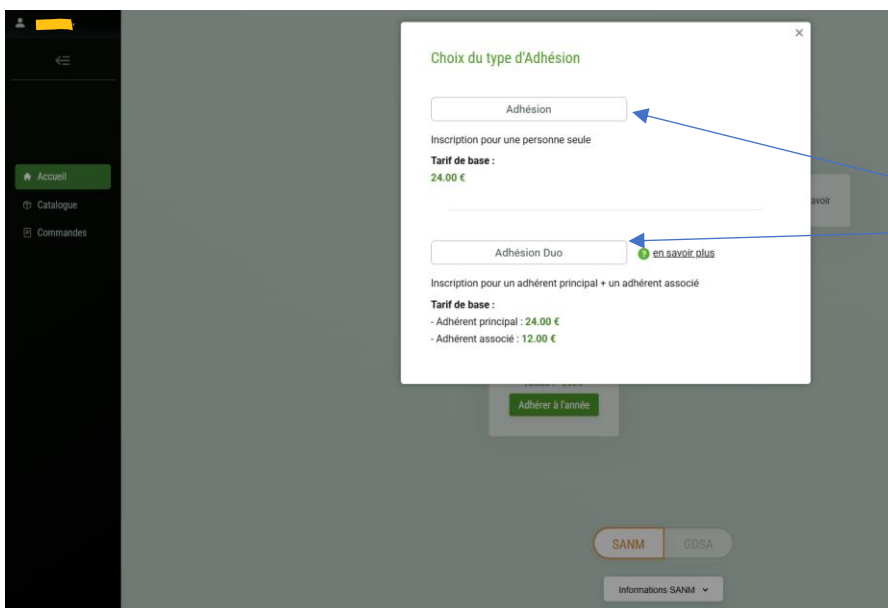 Choix du type d'Adhésion
×
Adhésion
Inscription pour une personne seule
Tarif de base :
24.00 €
Adhésion Duo
? en savoir plus
Inscription pour un adhérent principal + un adhérent associé
Tarif de base :
- Adhérent principal : 24.00 €
- Adhérent associé : 12.00 €
Accueil
Catalogue
Commandes
avoir
Adhérer à l'année
SANM
GDSA
Informations SANM